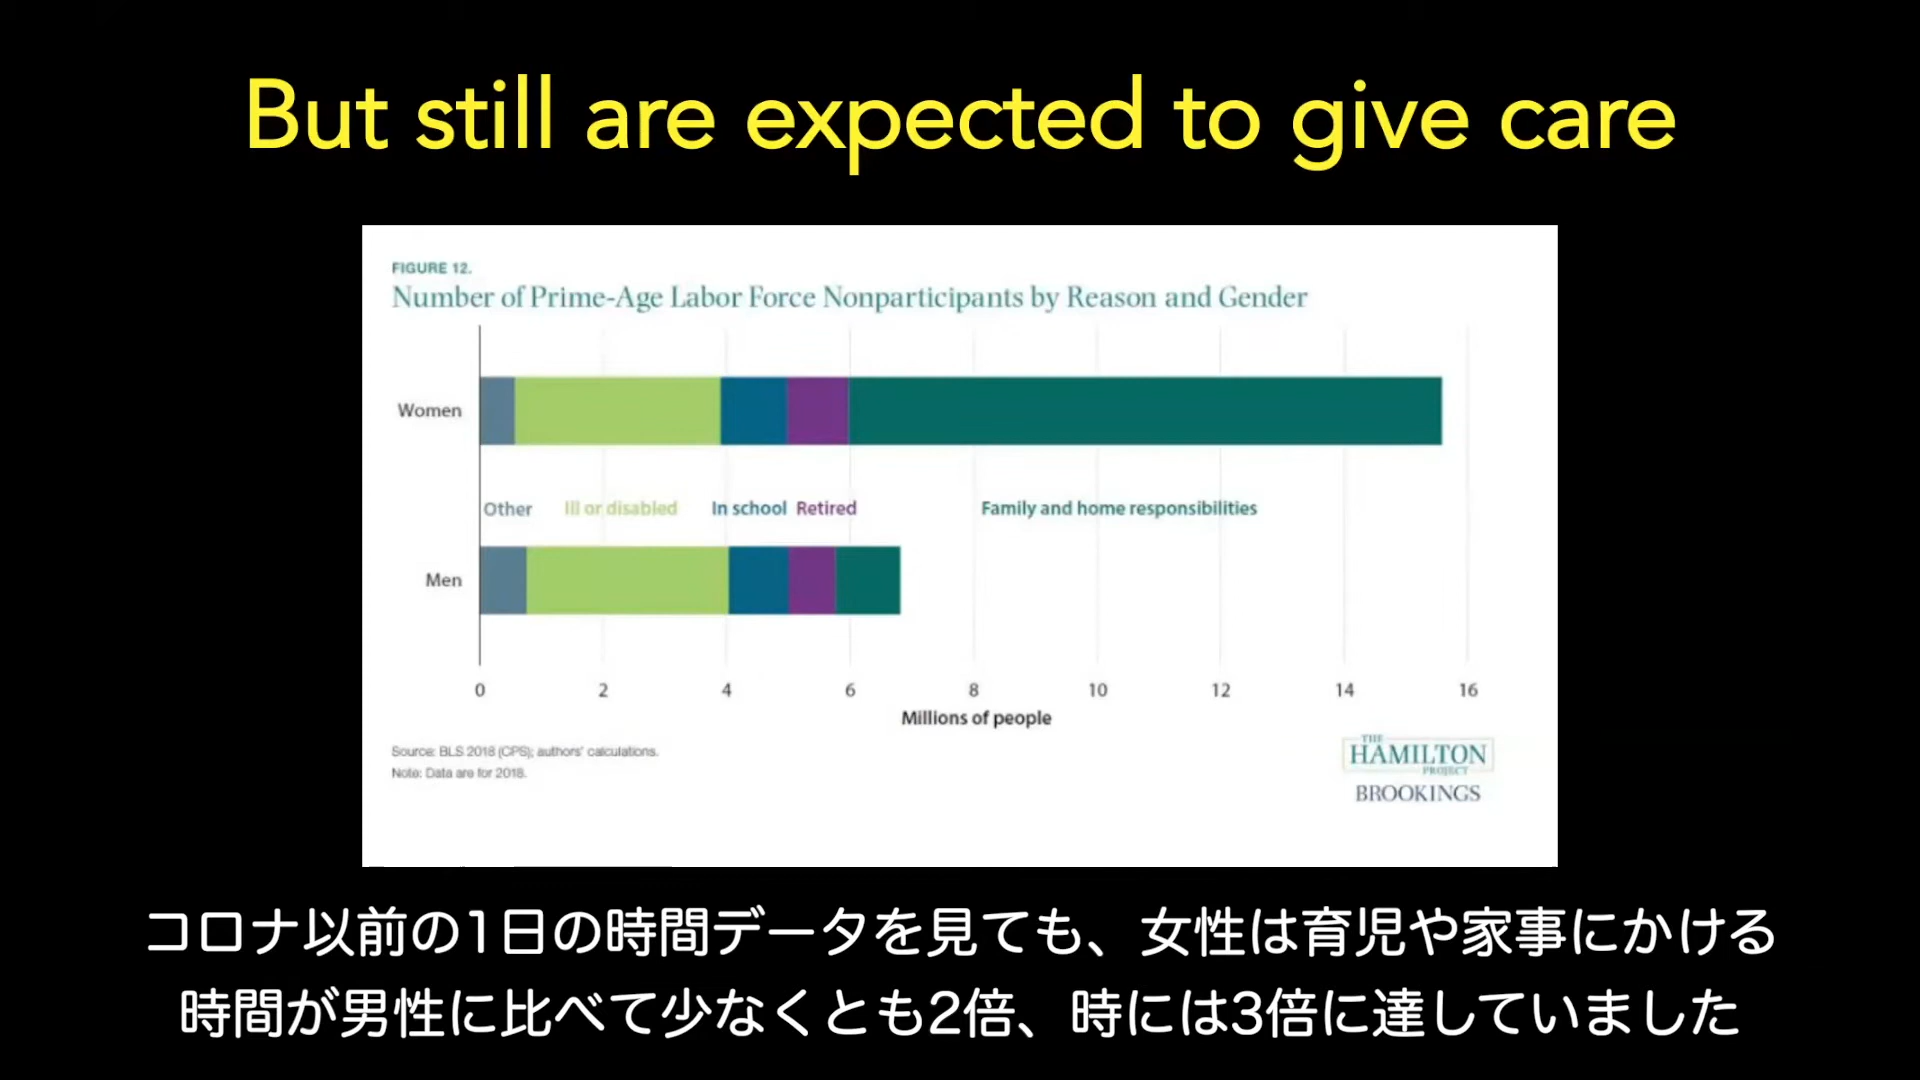 But still are expected to give care
FIGURE 12.
Number of Prime-Age Labor Force Nonparticipants by Reason and Gender
Women
Other Ill or disabled In school Retired Family and home responsibilities
Men
0 2 4 6 8 10 12 14 16
Millions of people
Source: BLS 2018 (CPS); authors' calculations.
Note: Data are for 2018.
THE
HAMILTON
PROJECT
BROOKINGS
コロナ以前の1日の時間データを見ても、女性は育児や家事にかける
時間が男性に比べて少なくとも2倍、時には3倍に達していました